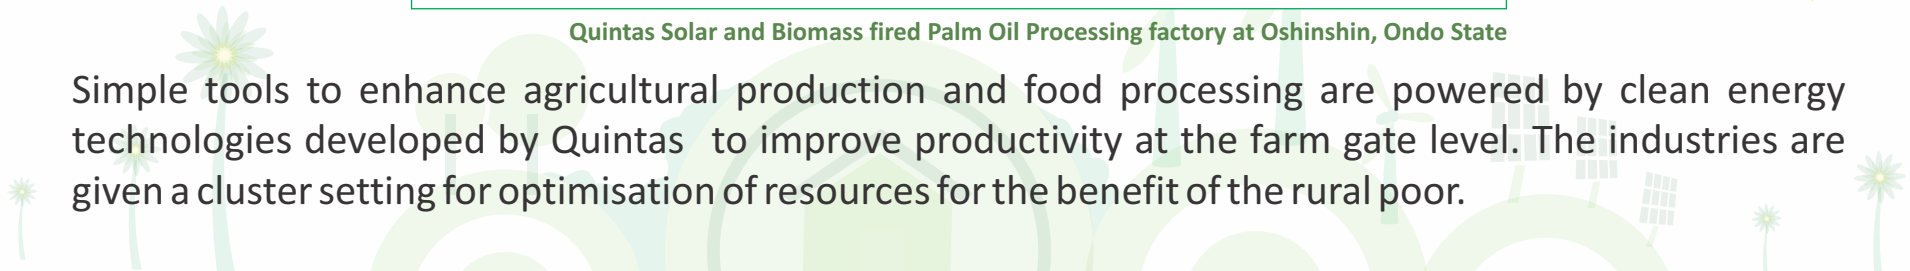 Quintas Solar and Biomass fired Palm Oil Processing factory at Oshinshin, Ondo State
Simple tools to enhance agricultural production and food processing are powered by clean energy
technologies developed by Quintas  to improve productivity at the farm gate level. The industries are
given a cluster setting for optimisation of resources for the benefit of the rural poor.